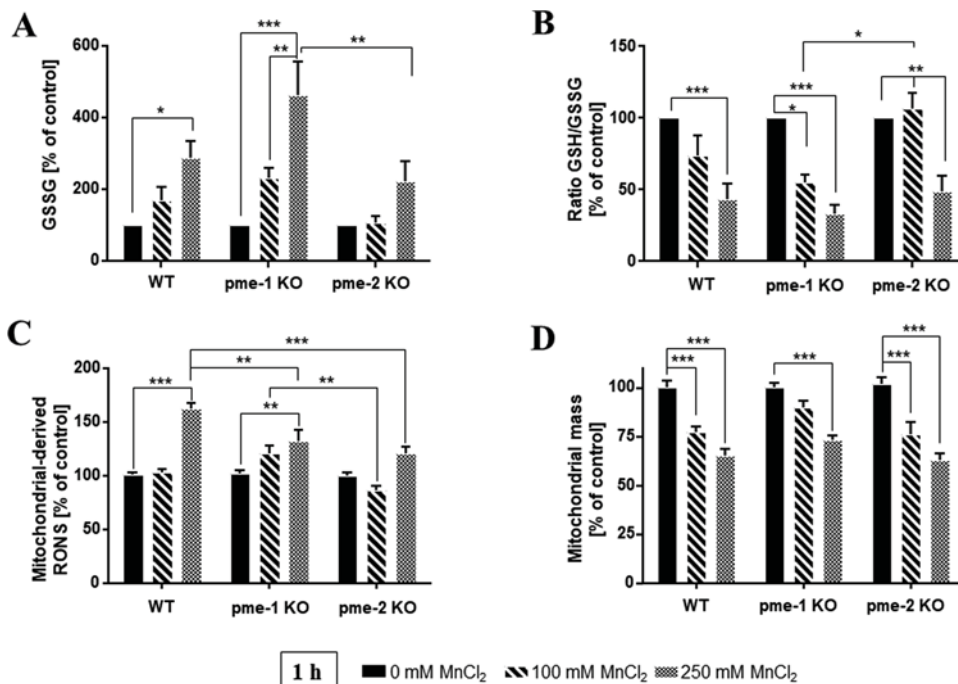 A
GSSG [% of control]
600
400
200
0
*
***
**
**
WT
pme-1 KO
pme-2 KO
B
Ratio GSH/GSSG
[% of control]
150
100
50
0
***
***
*
*
**
WT
pme-1 KO
pme-2 KO
C
Mitochondrial-derived
RONS [% of control]
200
150
100
50
0
***
***
**
**
**
WT
pme-1 KO
pme-2 KO
D
Mitochondrial mass
[% of control]
100
75
50
25
0
***
***
***
***
***
WT
pme-1 KO
pme-2 KO
1 h
0 mM MnCl₂
100 mM MnCl₂
250 mM MnCl₂